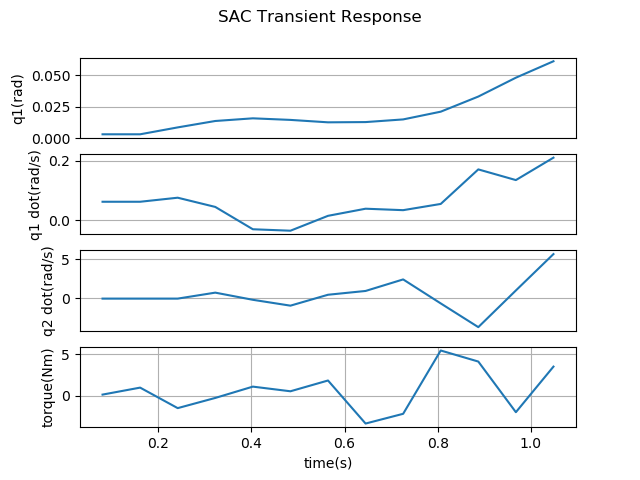 SAC Transient Response
q1(rad)
0.050
0.025
0.000
q1 dot(rad/s)
0.2
0.0
q2 dot(rad/s)
5
0
torque(Nm)
5
0
0.2 0.4 0.6 0.8 1.0
time(s)